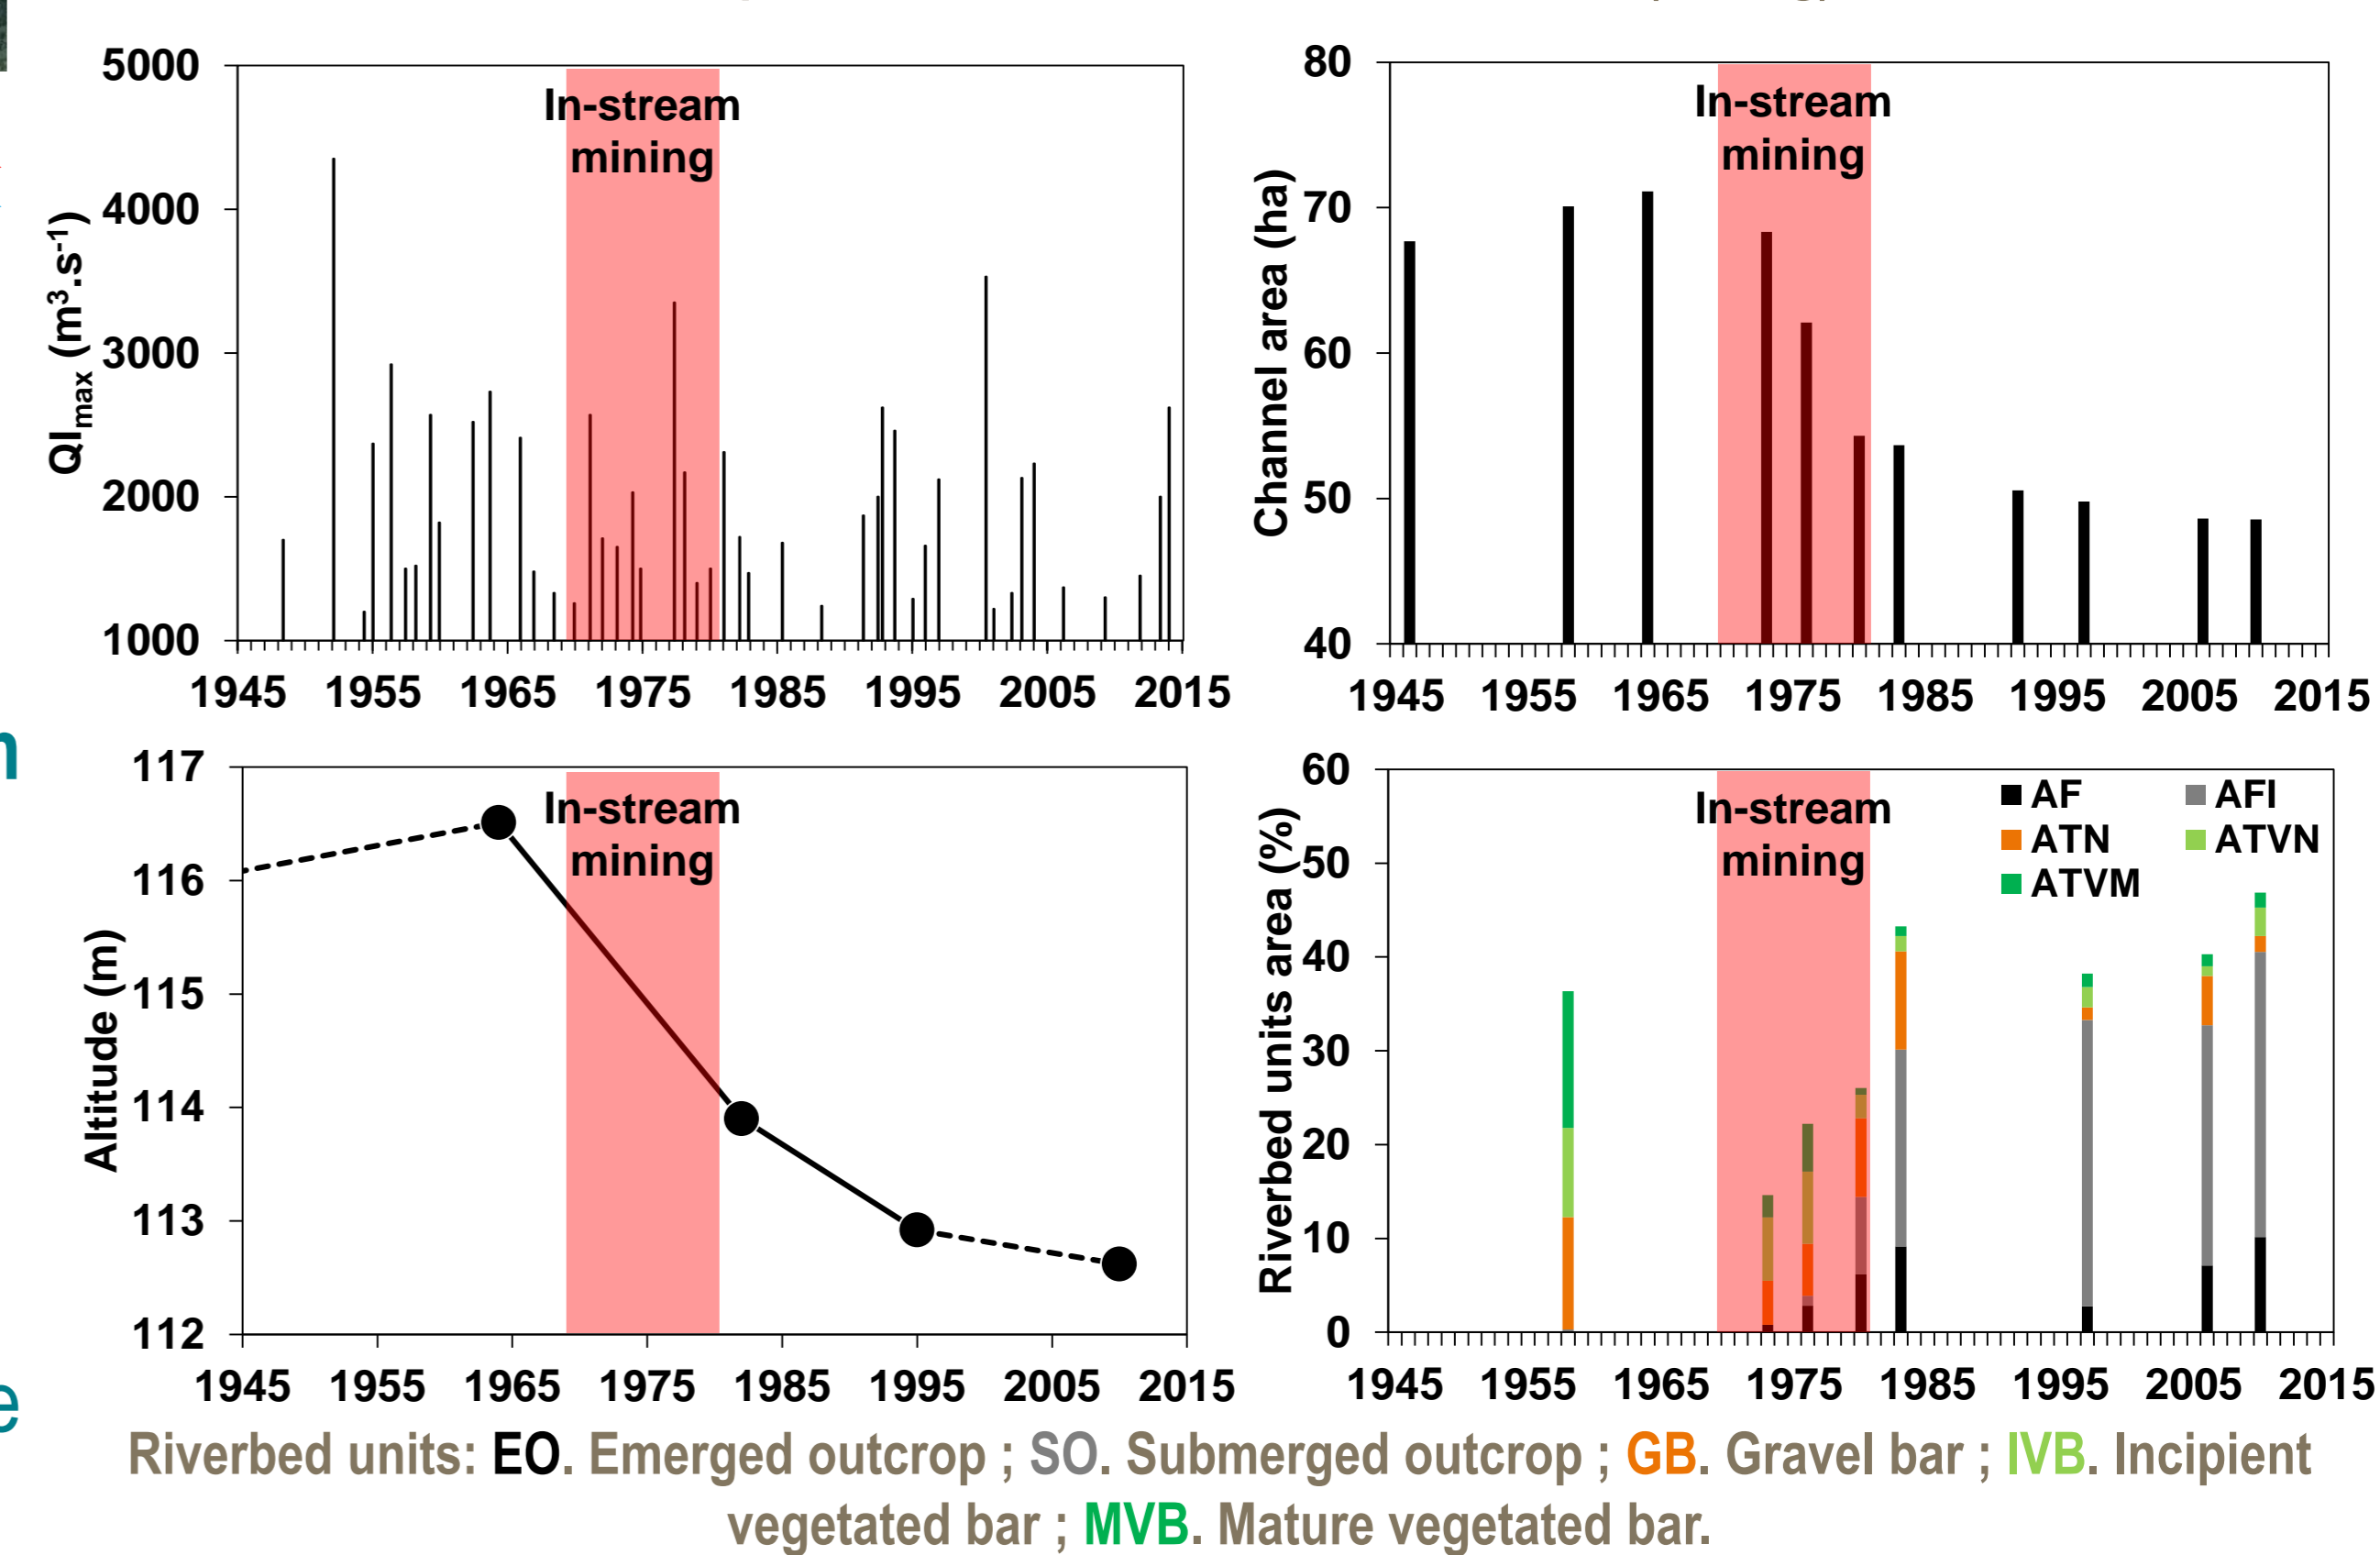 5000
4000
3000
2000
1000
QI_max (m³.s⁻¹)
In-stream
mining
1945 1955 1965 1975 1985 1995 2005 2015
80
70
60
50
40
Channel area (ha)
In-stream
mining
1945 1955 1965 1975 1985 1995 2005 2015
117
116
115
114
113
112
Altitude (m)
In-stream
mining
1945 1955 1965 1975 1985 1995 2005 2015
60
50
40
30
20
10
0
Riverbed units area (%)
In-stream
mining
AF AFI
ATN ATVN
ATVM
1945 1955 1965 1975 1985 1995 2005 2015
Riverbed units: EO. Emerged outcrop ; SO. Submerged outcrop ; GB. Gravel bar ; IVB. Incipient
vegetated bar ; MVB. Mature vegetated bar.